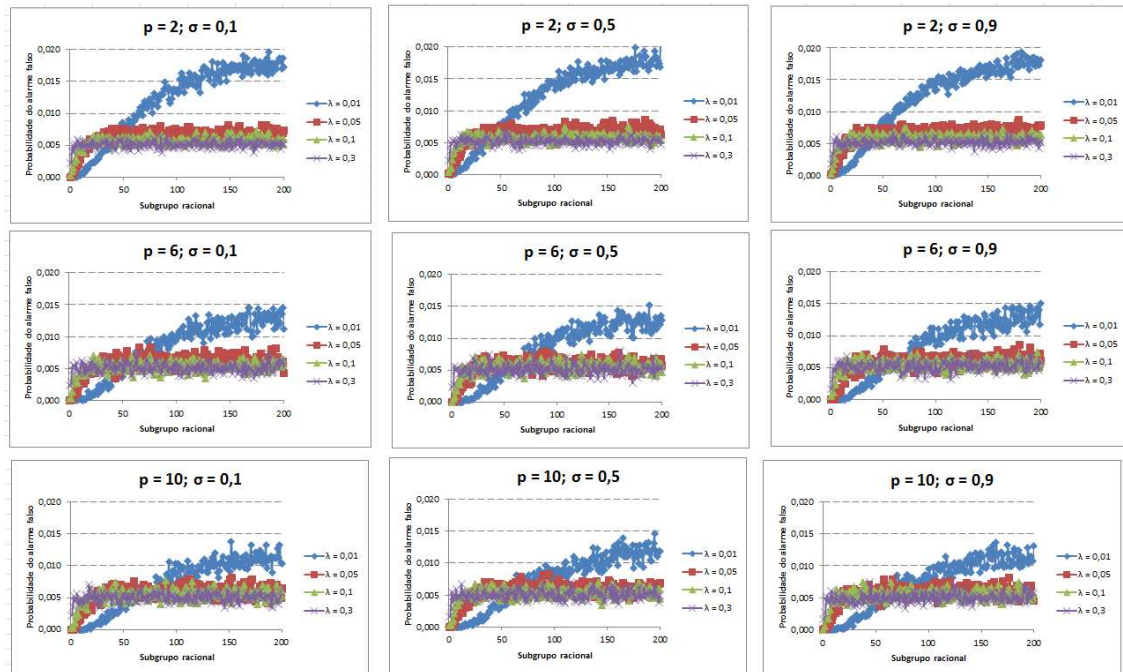 p = 2; σ = 0,1
Probabilidade do alarme falso
0,020
0,015
0,010
0,005
0,000
0
50
100
150
200
Subgrupo racional
λ = 0,01
λ = 0,05
λ = 0,1
λ = 0,3
p = 2; σ = 0,5
Probabilidade do alarme falso
0,020
0,015
0,010
0,005
0,000
0
50
100
150
200
Subgrupo racional
λ = 0,01
λ = 0,05
λ = 0,1
λ = 0,3
p = 2; σ = 0,9
Probabilidade do alarme falso
0,020
0,015
0,010
0,005
0,000
0
50
100
150
200
Subgrupo racional
λ = 0,01
λ = 0,05
λ = 0,1
λ = 0,3
p = 6; σ = 0,1
Probabilidade do alarme falso
0,020
0,015
0,010
0,005
0,000
0
50
100
150
200
Subgrupo racional
λ = 0,01
λ = 0,05
λ = 0,1
λ = 0,3
p = 6; σ = 0,5
Probabilidade do alarme falso
0,020
0,015
0,010
0,005
0,000
0
50
100
150
200
Subgrupo racional
λ = 0,01
λ = 0,05
λ = 0,1
λ = 0,3
p = 6; σ = 0,9
Probabilidade do alarme falso
0,020
0,015
0,010
0,005
0,000
0
50
100
150
200
Subgrupo racional
λ = 0,01
λ = 0,05
λ = 0,1
λ = 0,3
p = 10; σ = 0,1
Probabilidade do alarme falso
0,020
0,015
0,010
0,005
0,000
0
50
100
150
200
Subgrupo racional
λ = 0,01
λ = 0,05
λ = 0,1
λ = 0,3
p = 10; σ = 0,5
Probabilidade do alarme falso
0,020
0,015
0,010
0,005
0,000
0
50
100
150
200
Subgrupo racional
λ = 0,01
λ = 0,05
λ = 0,1
λ = 0,3
p = 10; σ = 0,9
Probabilidade do alarme falso
0,020
0,015
0,010
0,005
0,000
0
50
100
150
200
Subgrupo racional
λ = 0,01
λ = 0,05
λ = 0,1
λ = 0,3